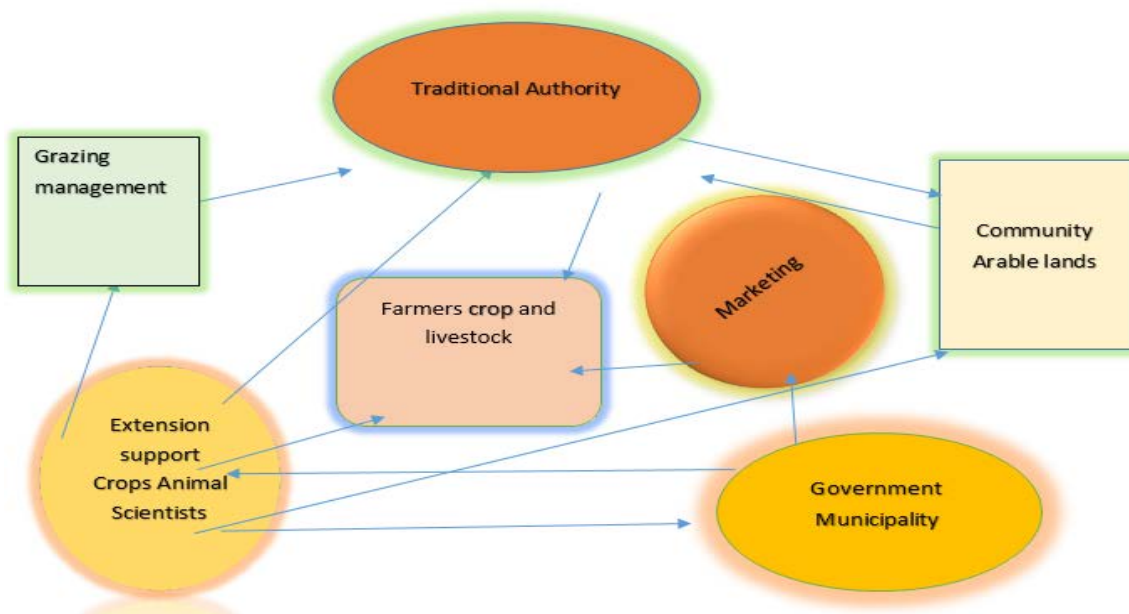 Traditional Authority
Grazing
management
Community
Arable lands
Marketing
Farmers crop and
livestock
Extension
support
Crops Animal
Scientists
Government
Municipality